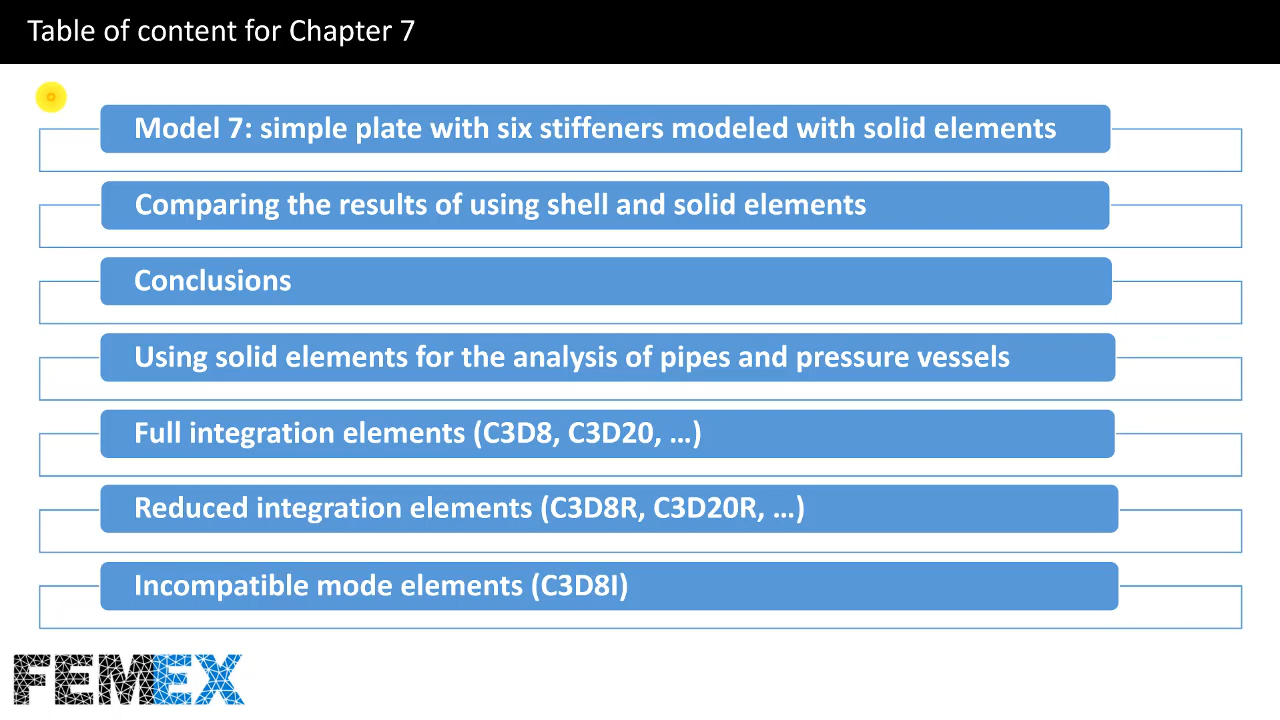 Table of content for Chapter 7
Model 7: simple plate with six stiffeners modeled with solid elements
Comparing the results of using shell and solid elements
Conclusions
Using solid elements for the analysis of pipes and pressure vessels
Full integration elements (C3D8, C3D20, …)
Reduced integration elements (C3D8R, C3D20R, …)
Incompatible mode elements (C3D8I)
FEMEX